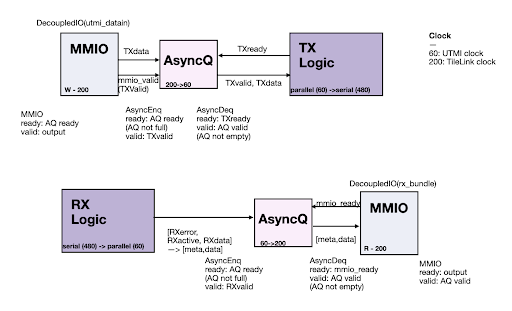 DecoupledIO(utmi_datain)
MMIO
W - 200
TXdata
mmio_valid
(TXValid)
AsyncQ
200->60
TXready
TXvalid, TXdata
TX
Logic
parallel (60) ->serial (480)
Clock
—
60: UTMI clock
200: TileLink clock
MMIO
ready: AQ ready
valid: output
AsyncEnq
ready: AQ ready
(AQ not full)
valid: TXvalid
AsyncDeq
ready: TXready
valid: AQ valid
(AQ not empty)
RX
Logic
serial (480) -> parallel (60)
[RXerror,
RXactive, RXdata]
—> [meta,data]
AsyncQ
60->200
DecoupledIO(rx_bundle)
mmio_ready
[meta,data]
MMIO
R - 200
AsyncEnq
ready: AQ ready
(AQ not full)
valid: RXvalid
AsyncDeq
ready: mmio_ready
valid: AQ valid
(AQ not empty)
MMIO
ready: output
valid: AQ valid